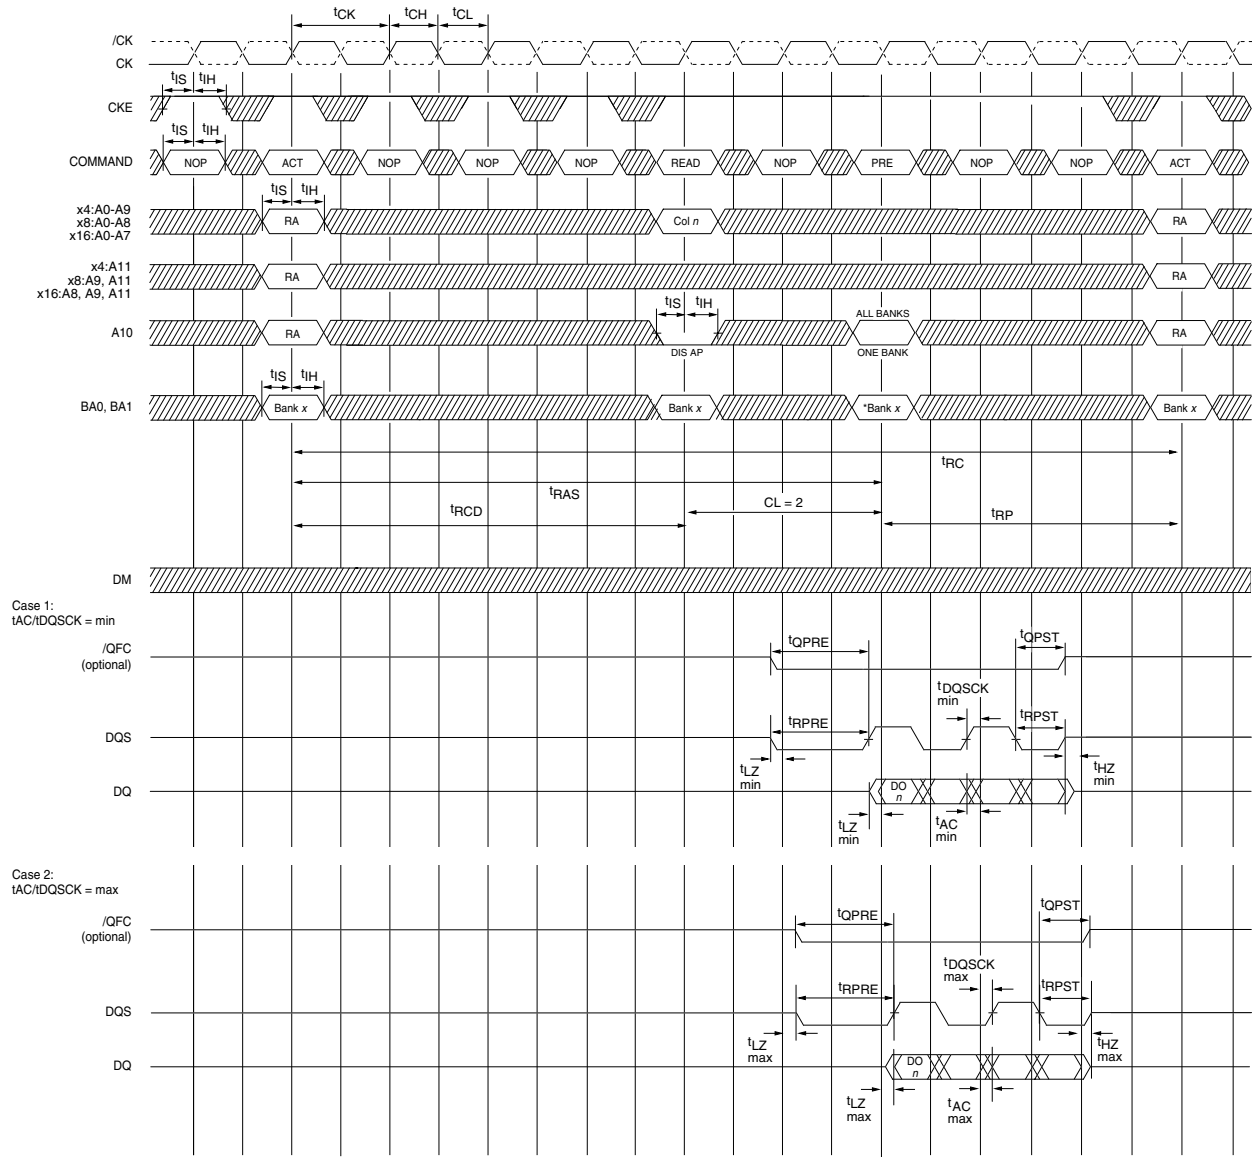 tCK tCH tCL
/CK
CK
tIS tIH
CKE
tIS tIH
COMMAND NOP ACT NOP NOP NOP READ NOP PRE NOP NOP ACT
tIS tIH
x4:A0-A9
x8:A0-A8
x16:A0-A7
RA Col n RA
x4:A11
x8:A9, A11
x16:A8, A9, A11
RA RA
tIS tIH
ALL BANKS
A10 RA RA
DIS AP ONE BANK
tIS tIH
BA0, BA1 Bank x Bank x *Bank x Bank x
tRC
tRAS
CL = 2
tRCD tRP
DM
Case 1:
tAC/tDQSCK = min
/QFC
(optional)
tQPRE tQPST
tDQSCK
min
DQS tRPRE tRPST
tLZ
min
tHZ
min
DQ DO
n
tLZ
min
tAC
min
Case 2:
tAC/tDQSCK = max
/QFC
(optional)
tQPRE tQPST
tDQSCK
max
DQS tRPRE tRPST
tLZ
max
tHZ
max
DQ DO
n
tLZ
max
tAC
max